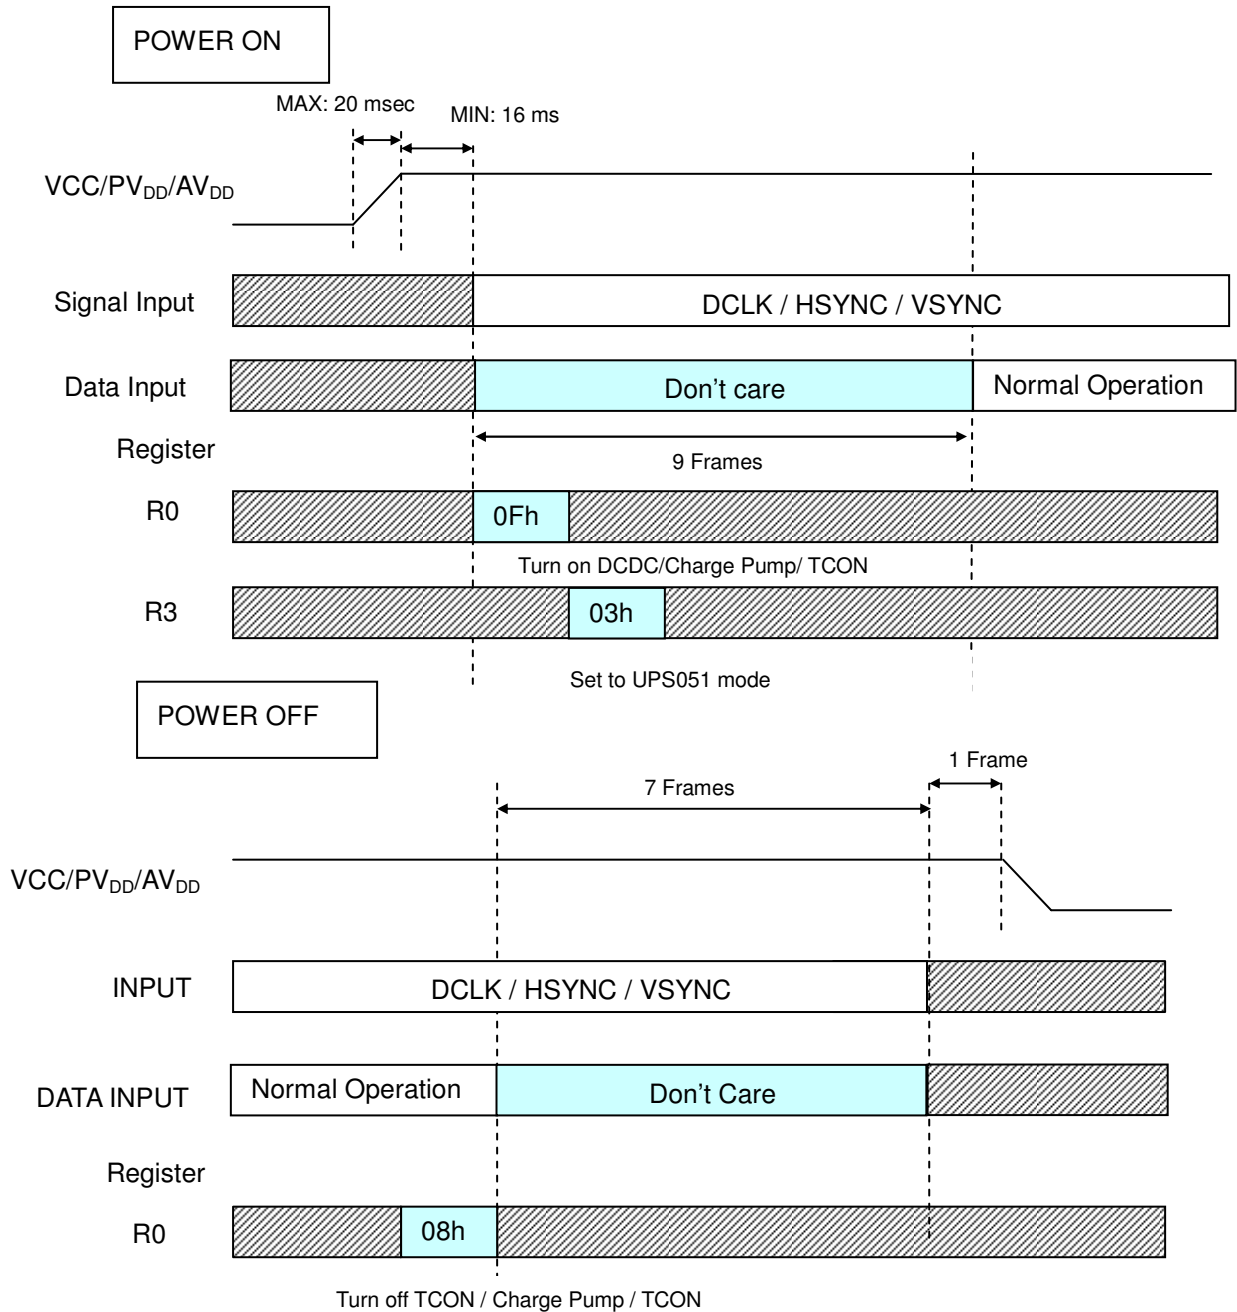 POWER ON
MAX: 20 msec
MIN: 16 ms
VCC/PVDD/AVDD
Signal Input
DCLK / HSYNC / VSYNC
Data Input
Don't care
Normal Operation
Register
9 Frames
R0
0Fh
Turn on DCDC/Charge Pump/ TCON
R3
03h
Set to UPS051 mode
POWER OFF
1 Frame
7 Frames
VCC/PVDD/AVDD
INPUT
DCLK / HSYNC / VSYNC
DATA INPUT
Normal Operation
Don't Care
Register
R0
08h
Turn off TCON / Charge Pump / TCON